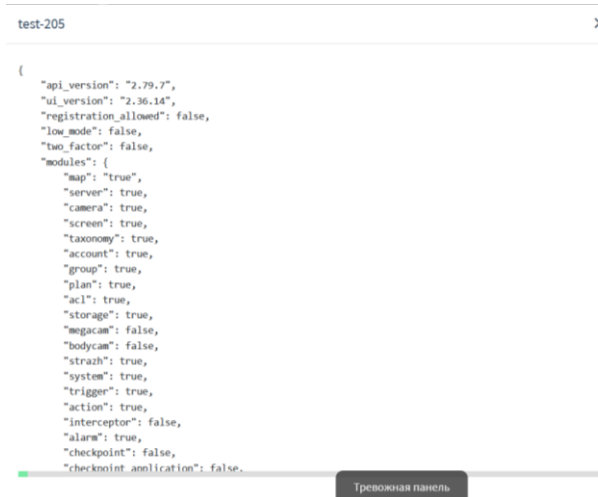 test-205
{
    "api_version": "2.79.7",
    "ui_version": "2.36.14",
    "registration_allowed": false,
    "low_mode": false,
    "two_factor": false,
    "modules": {
        "map": "true",
        "server": true,
        "camera": true,
        "screen": true,
        "taxonomy": true,
        "account": true,
        "group": true,
        "plan": true,
        "acl": true,
        "storage": true,
        "megacam": false,
        "bodycam": false,
        "strazh": true,
        "system": true,
        "trigger": true,
        "action": true,
        "interceptor": false,
        "alarm": true,
        "checkpoint": false,
        "checkpoint_application": false,
Тревожная панель